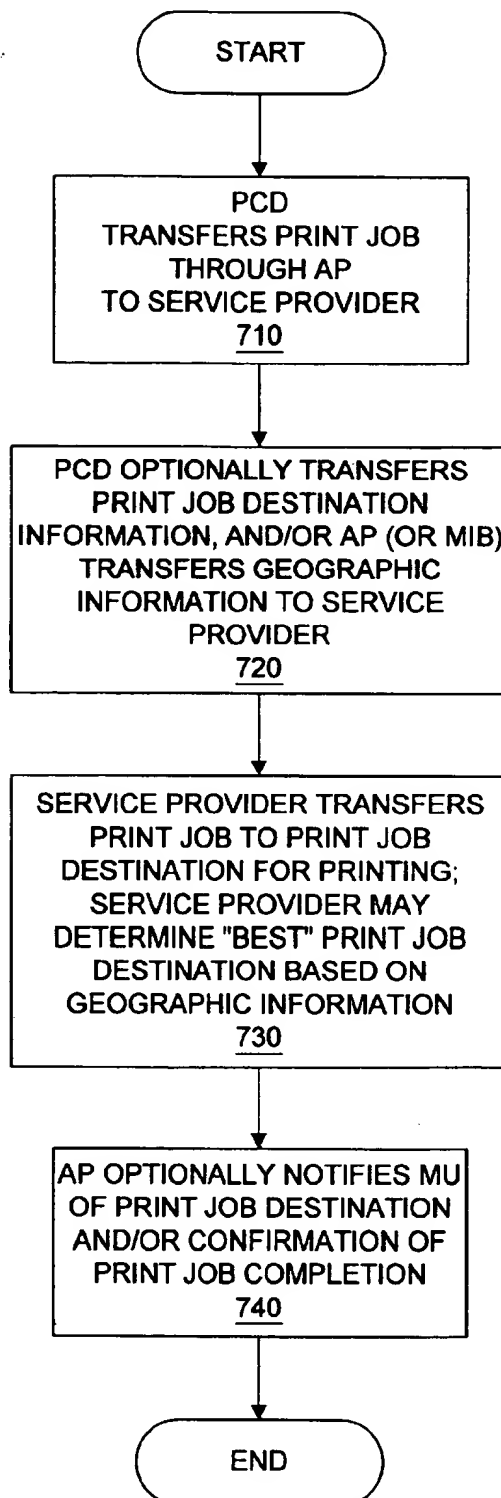 START
PCD
TRANSFERS PRINT JOB
THROUGH AP
TO SERVICE PROVIDER
710
PCD OPTIONALLY TRANSFERS
PRINT JOB DESTINATION
INFORMATION, AND/OR AP (OR MIB)
TRANSFERS GEOGRAPHIC
INFORMATION TO SERVICE
PROVIDER
720
SERVICE PROVIDER TRANSFERS
PRINT JOB TO PRINT JOB
DESTINATION FOR PRINTING;
SERVICE PROVIDER MAY
DETERMINE "BEST" PRINT JOB
DESTINATION BASED ON
GEOGRAPHIC INFORMATION
730
AP OPTIONALLY NOTIFIES MU
OF PRINT JOB DESTINATION
AND/OR CONFIRMATION OF
PRINT JOB COMPLETION
740
END